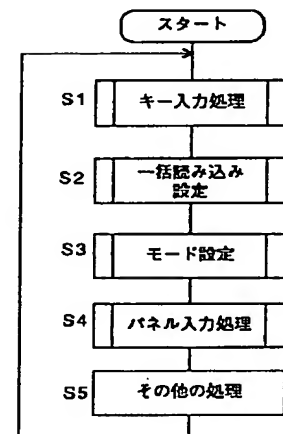 スタート
S1 キー入力処理
S2 一括読み込み
設定
S3 モード設定
S4 パネル入力処理
S5 その他の処理